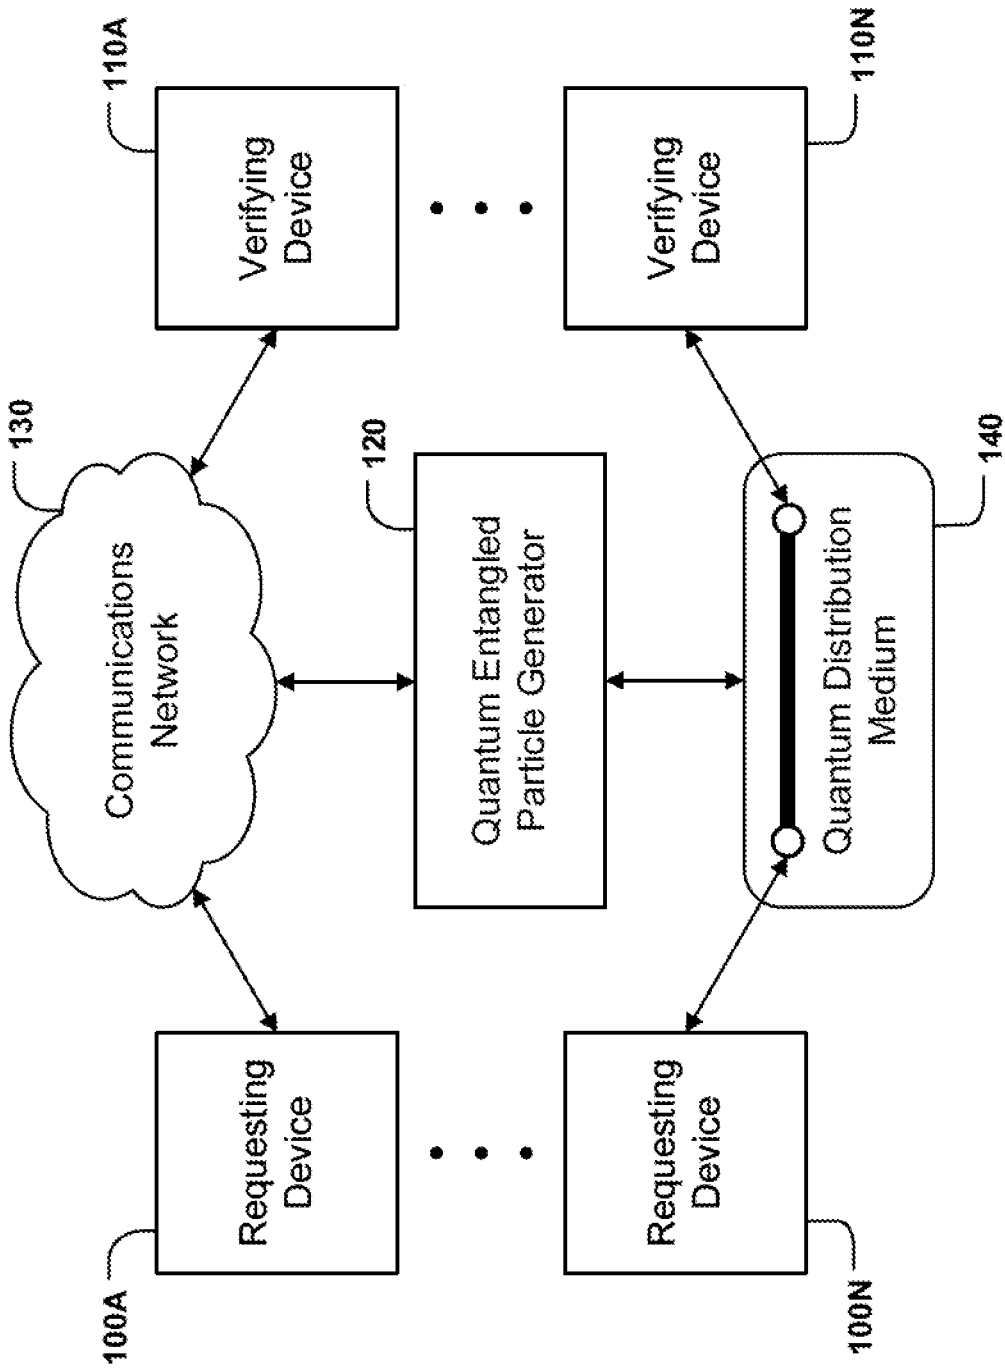 130
Communications
Network
100A
Requesting
Device
110A
Verifying
Device
120
Quantum Entangled
Particle Generator
100N
Requesting
Device
110N
Verifying
Device
Quantum Distribution
Medium
140